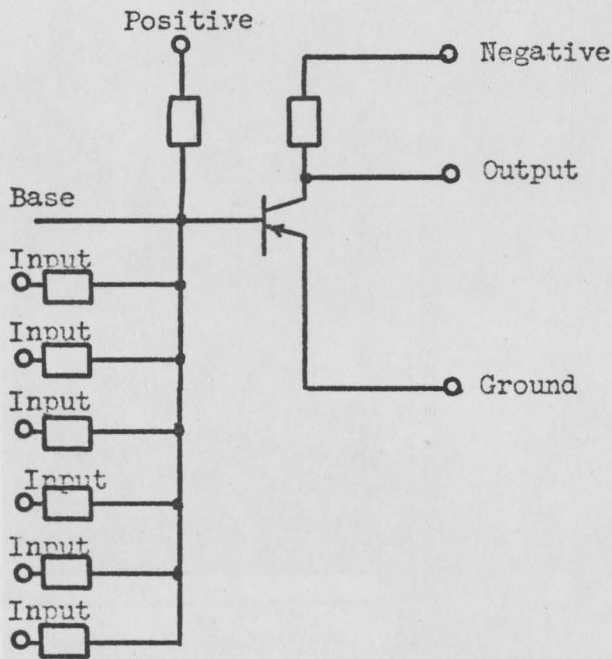 Positive
Negative
Output
Base
Input
Input
Input
Ground
Input
Input
Input